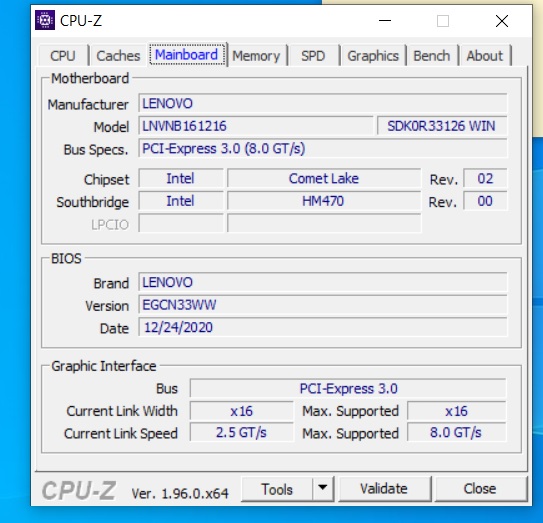 CPU-Z
CPU Caches Mainboard Memory SPD Graphics Bench About
Motherboard
Manufacturer LENOVO
Model LNVNB161216 SDK0R33126 WIN
Bus Specs. PCI-Express 3.0 (8.0 GT/s)
Chipset Intel Comet Lake Rev. 02
Southbridge Intel HM470 Rev. 00
LPCIO
BIOS
Brand LENOVO
Version EGCN33WW
Date 12/24/2020
Graphic Interface
Bus PCI-Express 3.0
Current Link Width x16 Max. Supported x16
Current Link Speed 2.5 GT/s Max. Supported 8.0 GT/s
CPU-Z Ver. 1.96.0.x64 Tools Validate Close